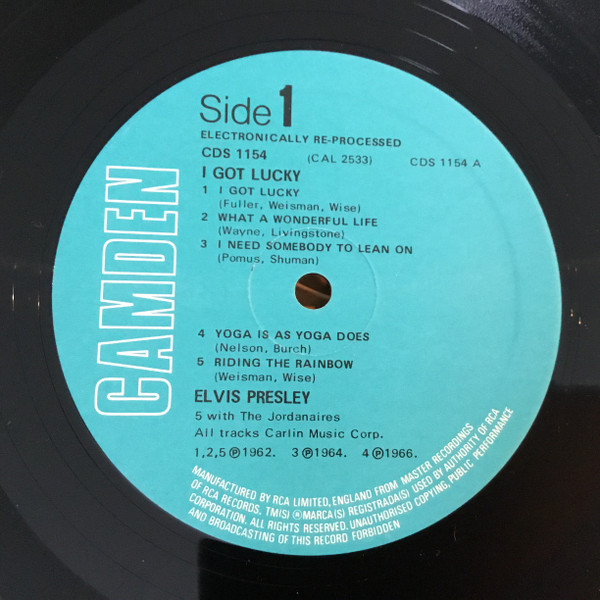 Side 1
ELECTRONICALLY RE-PROCESSED
CDS 1154 (CAL 2533) CDS 1154 A
I GOT LUCKY
1 I GOT LUCKY
(Fuller, Weisman, Wise)
2 WHAT A WONDERFUL LIFE
(Wayne, Livingstone)
3 I NEED SOMEBODY TO LEAN ON
(Pomus, Shuman)
CAMDEN
4 YOGA IS AS YOGA DOES
(Nelson, Burch)
5 RIDING THE RAINBOW
(Weisman, Wise)
ELVIS PRESLEY
5 with The Jordanaires
All tracks Carlin Music Corp.
1,2,5 Ⓟ 1962. 3 Ⓟ 1964. 4 Ⓟ 1966.
MANUFACTURED BY RCA LIMITED, ENGLAND FROM MASTER RECORDINGS
OF RCA RECORDS. TM(S) ® MARCA(S) REGISTRADA(S) USED BY AUTHORITY OF RCA
CORPORATION. ALL RIGHTS RESERVED. UNAUTHORISED COPYING, PUBLIC PERFORMANCE
AND BROADCASTING OF THIS RECORD FORBIDDEN